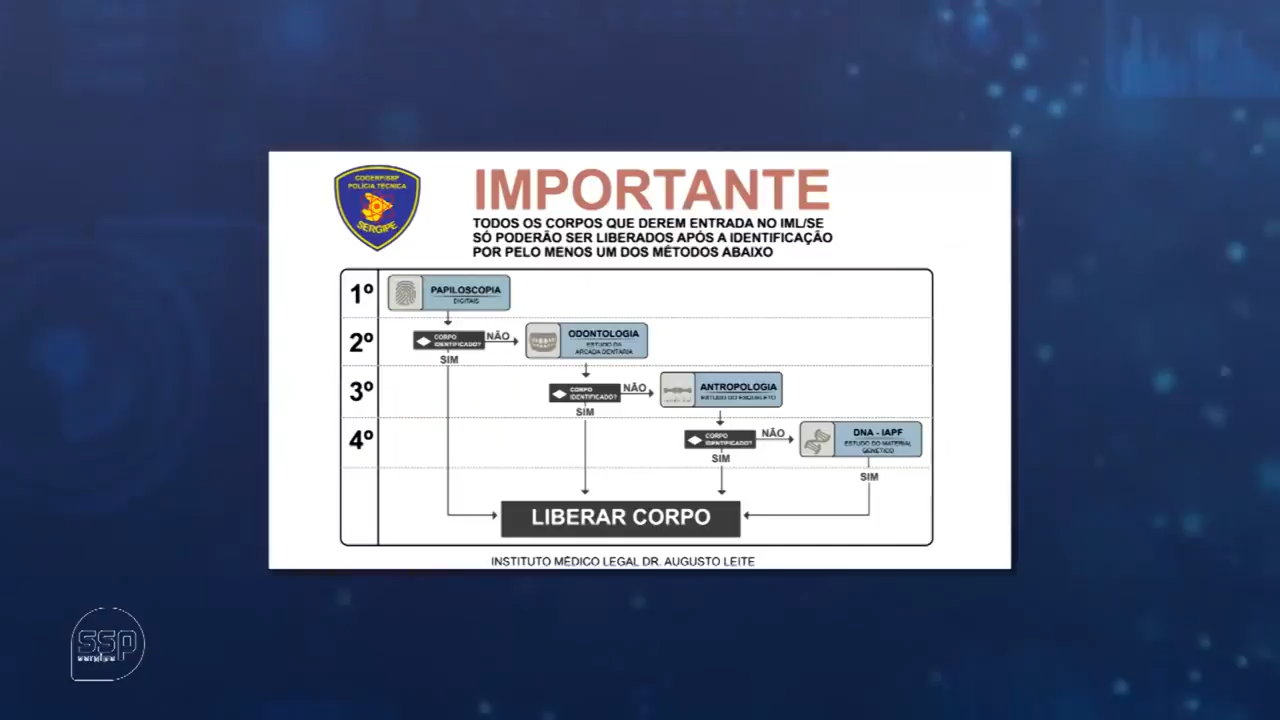 COGERP/SSP
POLÍCIA TÉCNICA
SERGIPE
IMPORTANTE
TODOS OS CORPOS QUE DEREM ENTRADA NO IML/SE
SÓ PODERÃO SER LIBERADOS APÓS A IDENTIFICAÇÃO
POR PELO MENOS UM DOS MÉTODOS ABAIXO
1º
PAPILOSCOPIA
DIGITAIS
2º
CORPO
IDENTIFICADO?
NÃO
SIM
ODONTOLOGIA
ESTUDO DA
ARCADA DENTÁRIA
3º
CORPO
IDENTIFICADO?
NÃO
SIM
ANTROPOLOGIA
ESTUDO DO ESQUELETO
4º
CORPO
IDENTIFICADO?
NÃO
SIM
DNA - IAPF
ESTUDO DO MATERIAL
GENÉTICO
SIM
LIBERAR CORPO
INSTITUTO MÉDICO LEGAL DR. AUGUSTO LEITE
ssp
sergipe